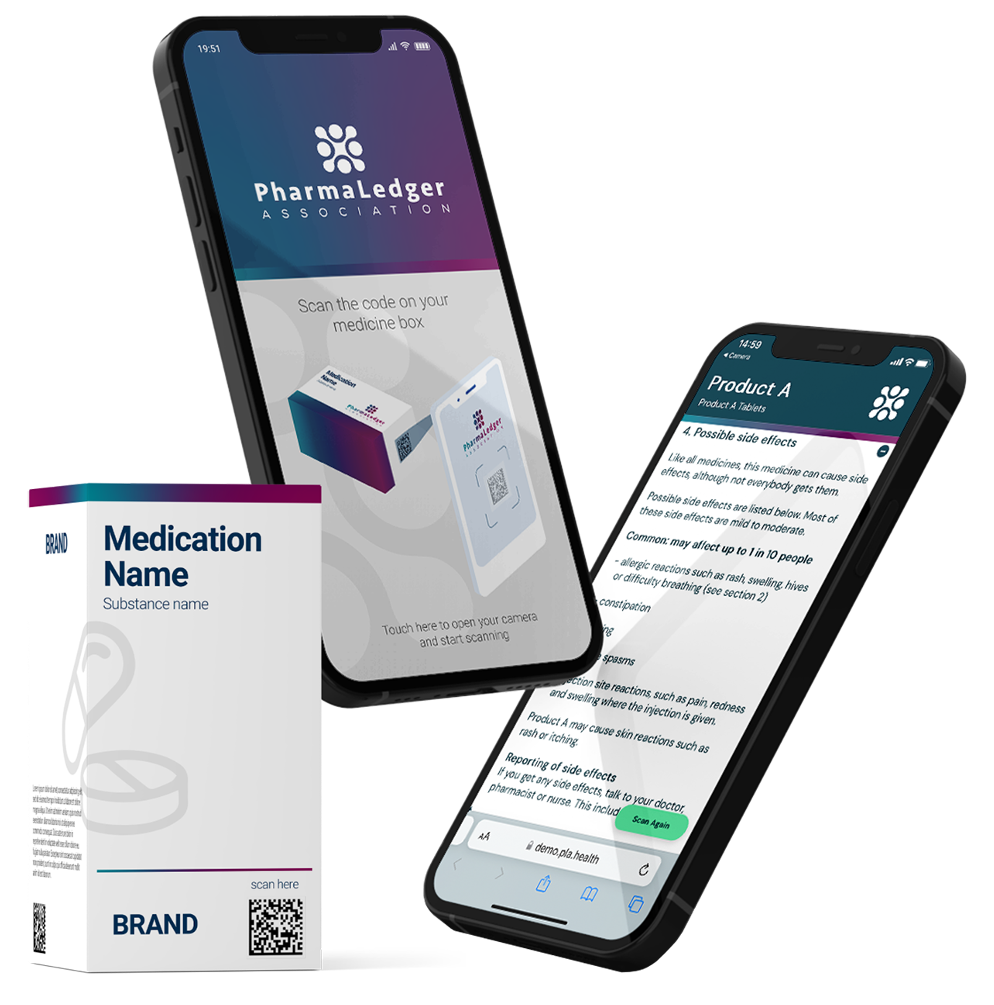 19:51
PharmaLedger
ASSOCIATION
Scan the code on your
medicine box
Medication
Name
PharmaLedger
PharmaLedger
ASSOCIATION
Touch here to open your camera
and start scanning
14:59
Camera
Product A
Product A Tablets
4. Possible side effects
Like all medicines, this medicine can cause side
effects, although not everybody gets them.
Possible side effects are listed below. Most of
these side effects are mild to moderate.
Common: may affect up to 1 in 10 people
- allergic reactions such as rash, swelling, hives
or difficulty breathing (see section 2)
constipation
spasms
site reactions, such as pain, redness
and swelling where the injection is given.
Product A may cause skin reactions such as
rash or itching.
Reporting of side effects
If you get any side effects, talk to your doctor,
pharmacist or nurse. This includ
Scan Again
AA
demo.pla.health
BRAND
Medication
Name
Substance name
scan here
BRAND